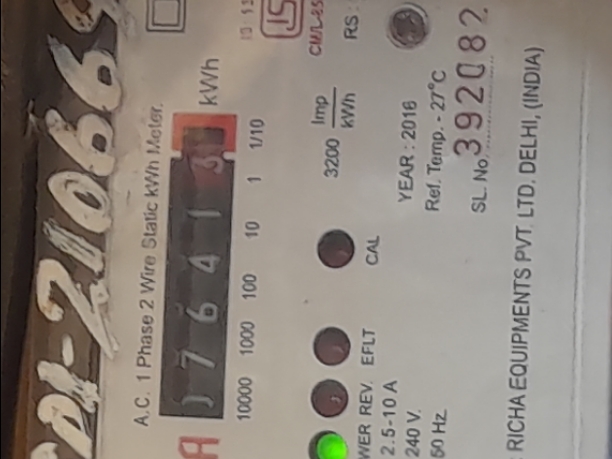 A.C. 1 Phase 2 Wire Static kWh Meter.
7 6 4 1
kWh
10000 1000 100 10 1 1/10
EFLT
CAL
3200 Imp/kWh
REV.
2.5-10 A
240 V.
50 Hz.
YEAR : 2016
Ref. Temp. - 27°C
SL. No. 392082
RICHA EQUIPMENTS PVT. LTD. DELHI, (INDIA)
RS